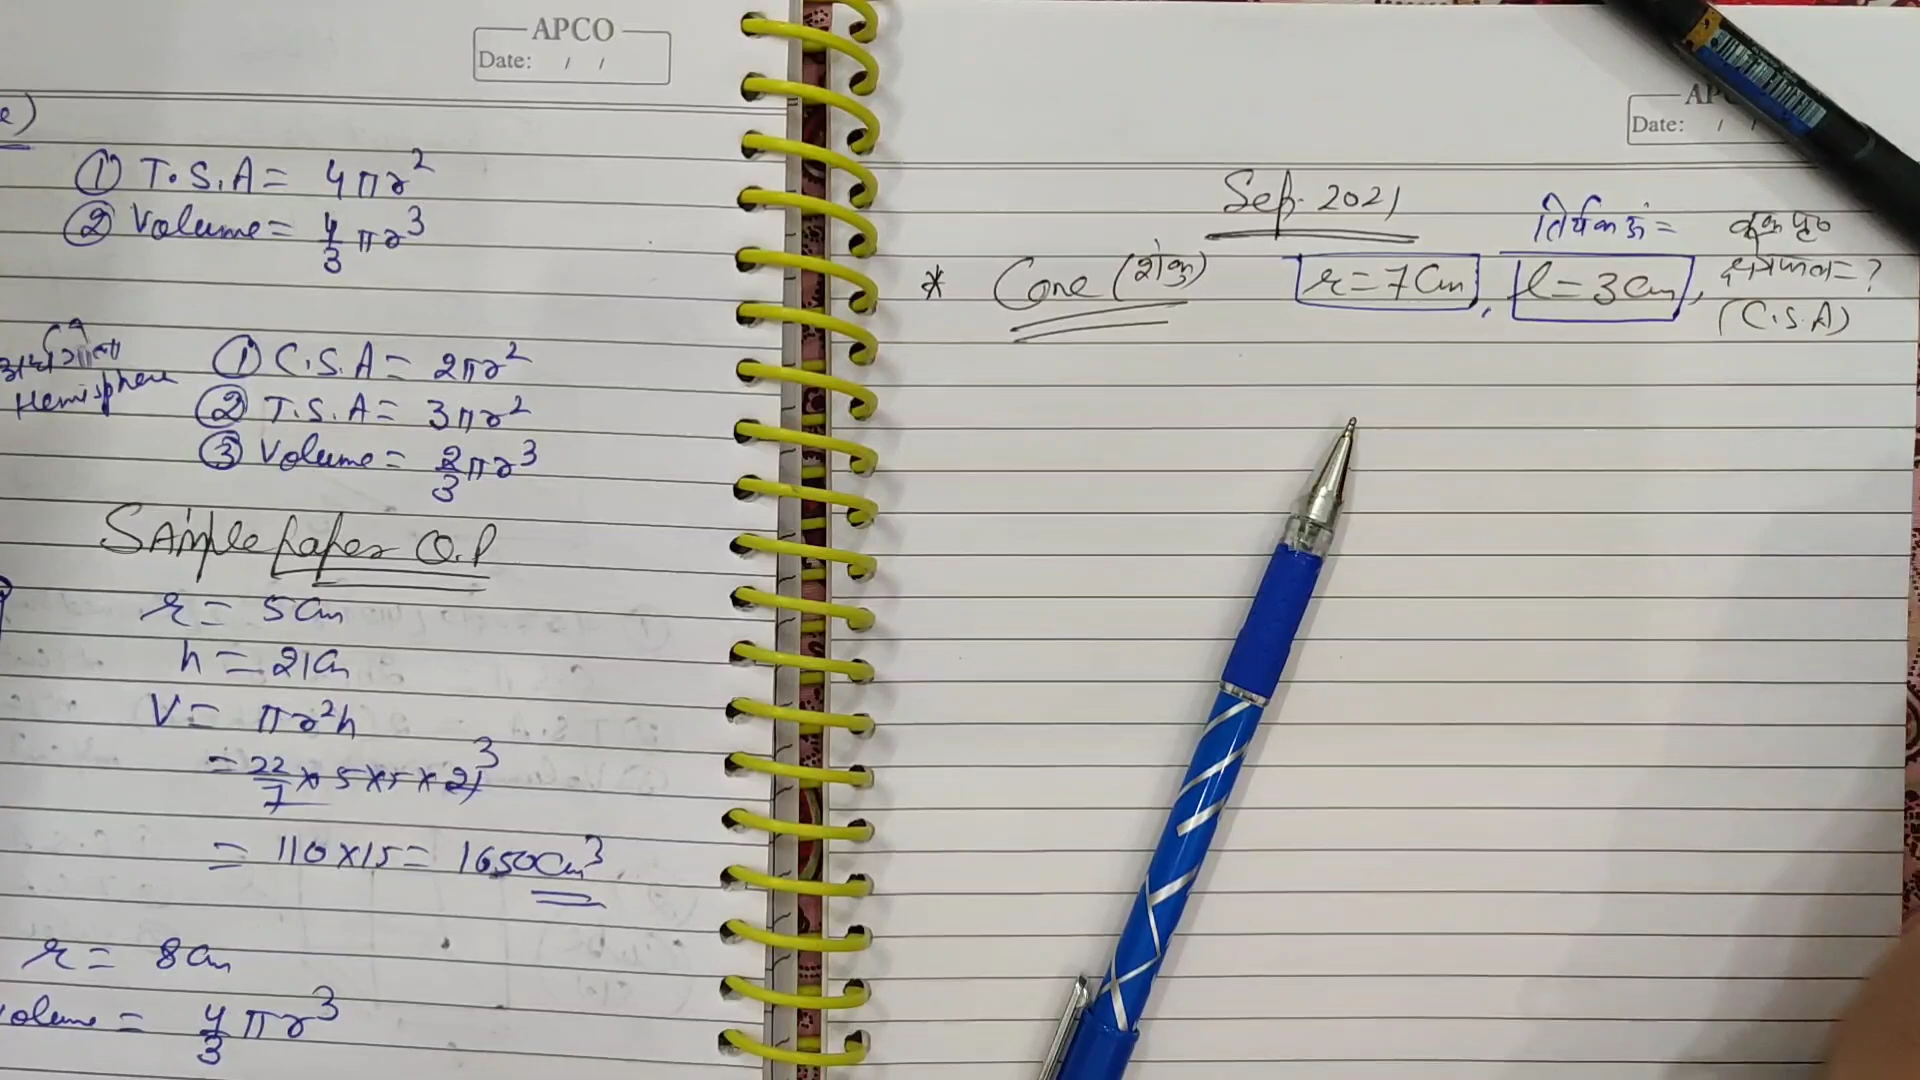 APCO
Date: / /
e)
① T.S.A = 4πr²
② Volume = 4/3 πr³
Hemisphere
① C.S.A = 2πr²
② T.S.A = 3πr²
③ Volume = 2/3 πr³
Sample paper Q.P
r = 5cm
h = 21cm
V = πr²h
= 22/7 × 5×5×21 3
= 110×15 = 1650cm³
r = 8cm
olume = 4/3 πr³
Date: / /
Sep. 2021
* Cone (शंकु) r = 7cm, तिर्यक ऊं = l = 3cm, वक्र पृष्ठ
क्षेत्रफल = ?
(C.S.A)